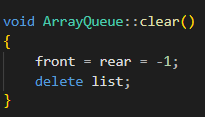 void ArrayQueue::clear()
{
    front = rear = -1;
    delete list;
}